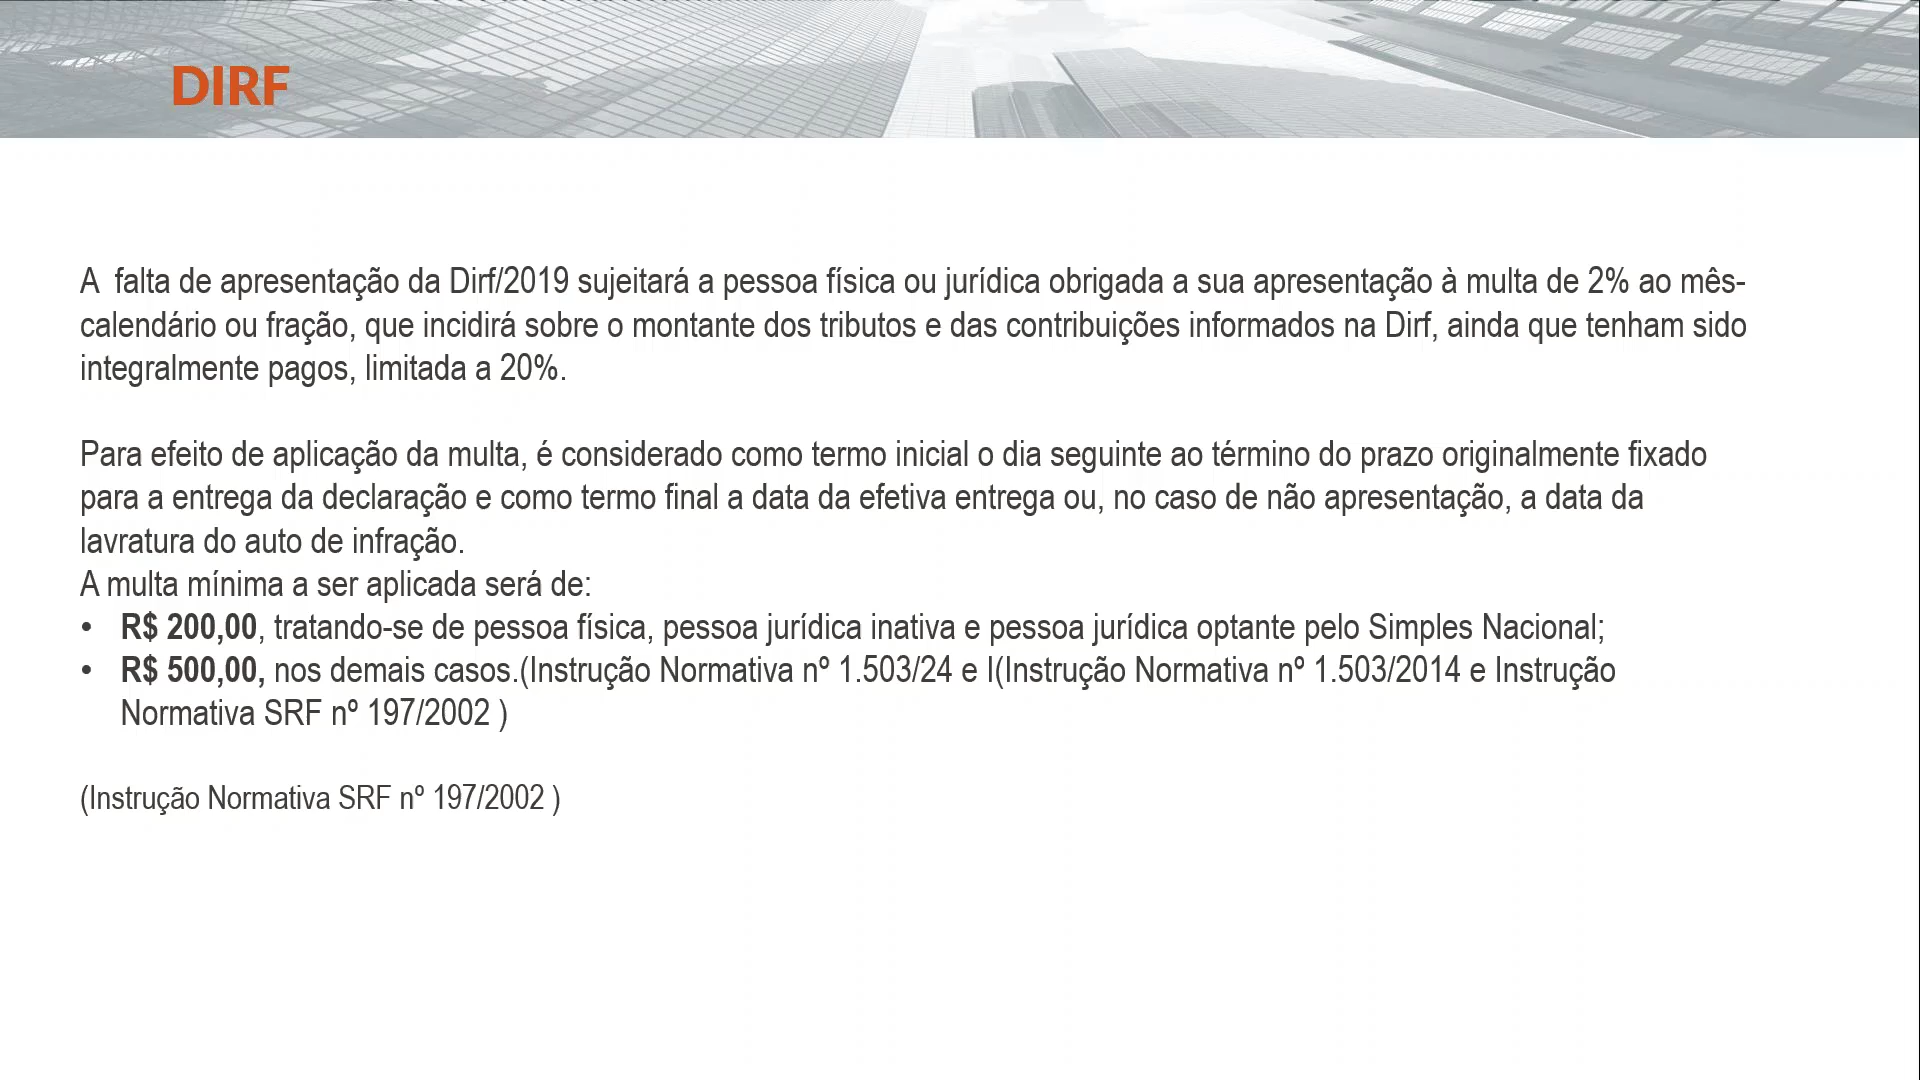 DIRF
A falta de apresentação da Dirf/2019 sujeitará a pessoa física ou jurídica obrigada a sua apresentação à multa de 2% ao mês-
calendário ou fração, que incidirá sobre o montante dos tributos e das contribuições informados na Dirf, ainda que tenham sido
integralmente pagos, limitada a 20%.
Para efeito de aplicação da multa, é considerado como termo inicial o dia seguinte ao término do prazo originalmente fixado
para a entrega da declaração e como termo final a data da efetiva entrega ou, no caso de não apresentação, a data da
lavratura do auto de infração.
A multa mínima a ser aplicada será de:
• R$ 200,00, tratando-se de pessoa física, pessoa jurídica inativa e pessoa jurídica optante pelo Simples Nacional;
• R$ 500,00, nos demais casos.(Instrução Normativa nº 1.503/24 e I(Instrução Normativa nº 1.503/2014 e Instrução
Normativa SRF nº 197/2002 )
(Instrução Normativa SRF nº 197/2002 )